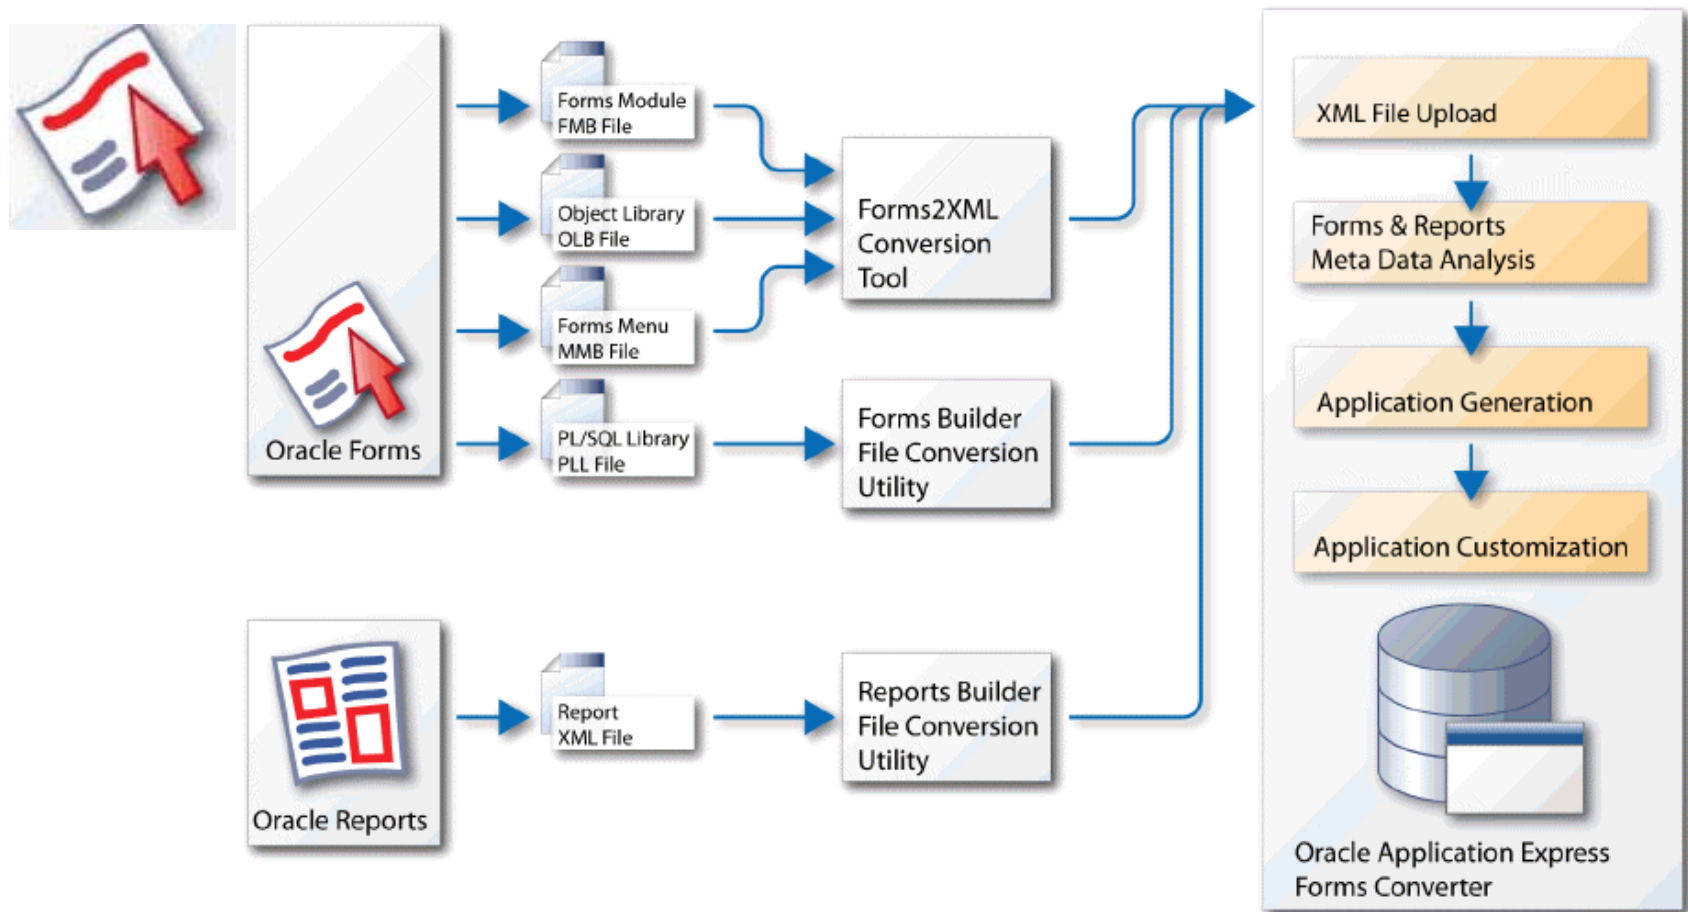 Oracle Forms
Forms Module
FMB File
Object Library
OLB File
Forms Menu
MMB File
PL/SQL Library
PLL File
Forms2XML
Conversion
Tool
Forms Builder
File Conversion
Utility
Oracle Reports
Report
XML File
Reports Builder
File Conversion
Utility
XML File Upload
Forms & Reports
Meta Data Analysis
Application Generation
Application Customization
Oracle Application Express
Forms Converter